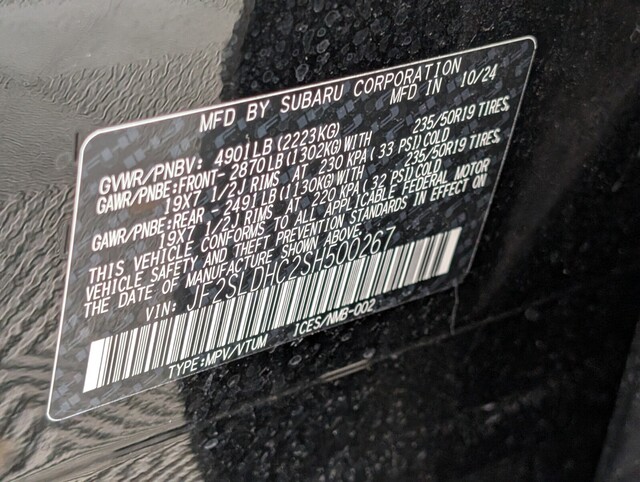 MFD BY SUBARU CORPORATION
MFD IN 10/24
GVWR/PNBV: 4901LB(2223KG)
GAWR/PNBE:FRONT- 2870LB(1302KG)WITH 235/50R19 TIRES,
19X7 1/2J RIMS AT 230 KPA( 33 PSI)COLD
GAWR/PNBE:REAR - 2491LB(1130KG)WITH 235/50R19 TIRES,
19X7 1/2J RIMS AT 220 KPA( 32 PSI)COLD
THIS VEHICLE CONFORMS TO ALL APPLICABLE FEDERAL MOTOR
VEHICLE SAFETY AND THEFT PREVENTION STANDARDS IN EFFECT ON
THE DATE OF MANUFACTURE SHOWN ABOVE.
VIN: JF2SLDHC2SH500267
TYPE:MPV/VTUM ICES/NMB-002